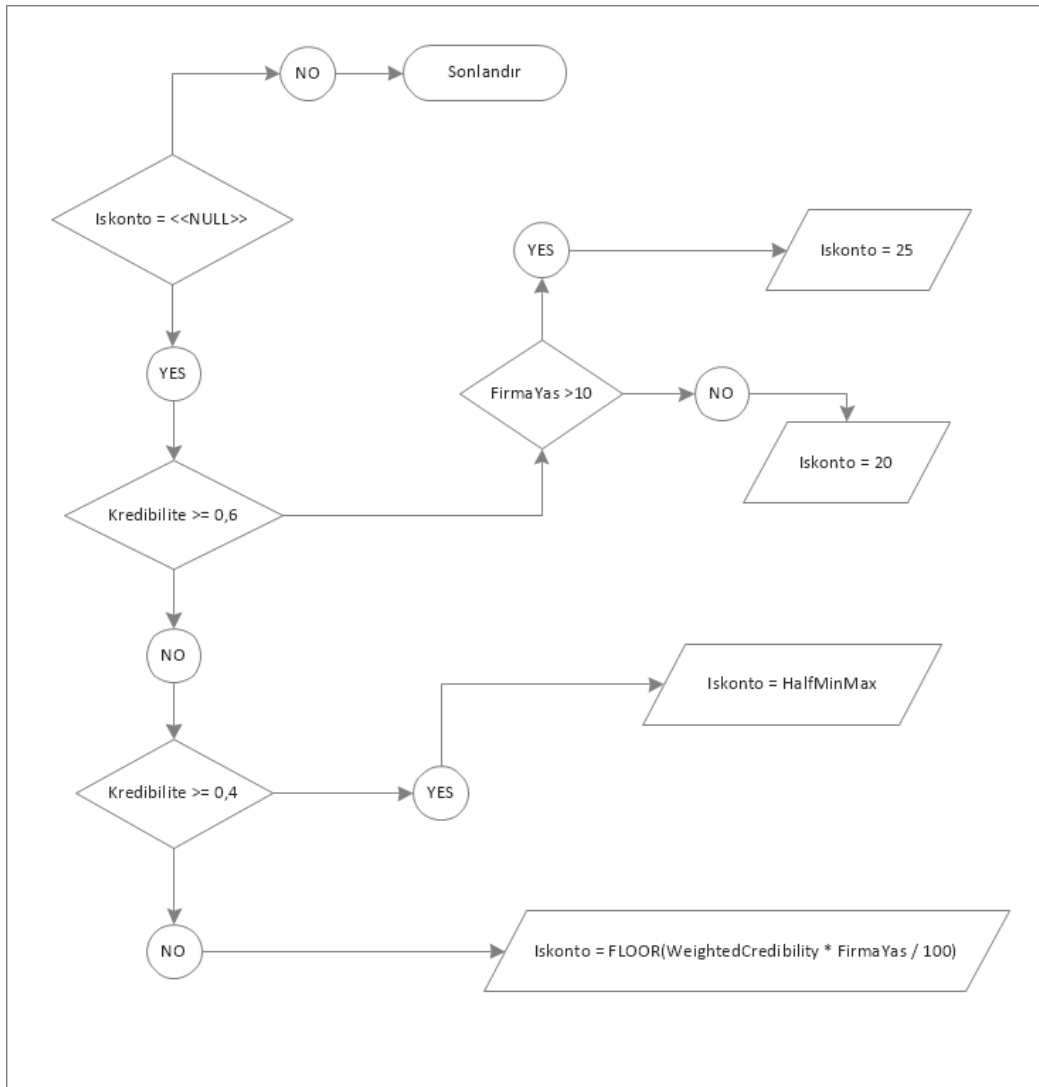 NO
Sonlandır
Iskonto = <<NULL>>
YES
Iskonto = 25
YES
FirmaYas >10
NO
Iskonto = 20
Kredibilite >= 0,6
NO
Iskonto = HalfMinMax
Kredibilite >= 0,4
YES
NO
Iskonto = FLOOR(WeightedCredibility * FirmaYas / 100)